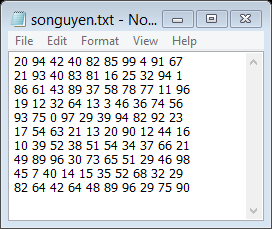 songuyen.txt - No...
File Edit Format View Help
20 94 42 40 82 85 99 4 91 67
21 93 40 83 81 16 25 32 94 1
86 61 43 89 37 58 78 77 11 96
19 12 32 64 13 3 46 36 74 56
93 75 0 97 29 39 94 82 92 23
17 54 63 21 13 20 90 12 44 16
10 39 52 38 51 54 34 37 66 21
49 89 96 30 73 65 51 29 46 98
45 7 40 14 15 35 52 68 32 29
82 64 42 64 48 89 96 29 75 90